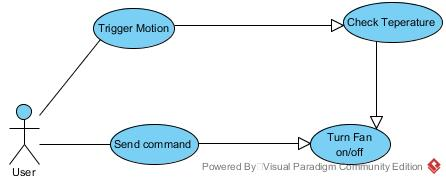 Trigger Motion
Check Teperature
Send command
Turn Fan
on/off
User
Powered By Visual Paradigm Community Edition